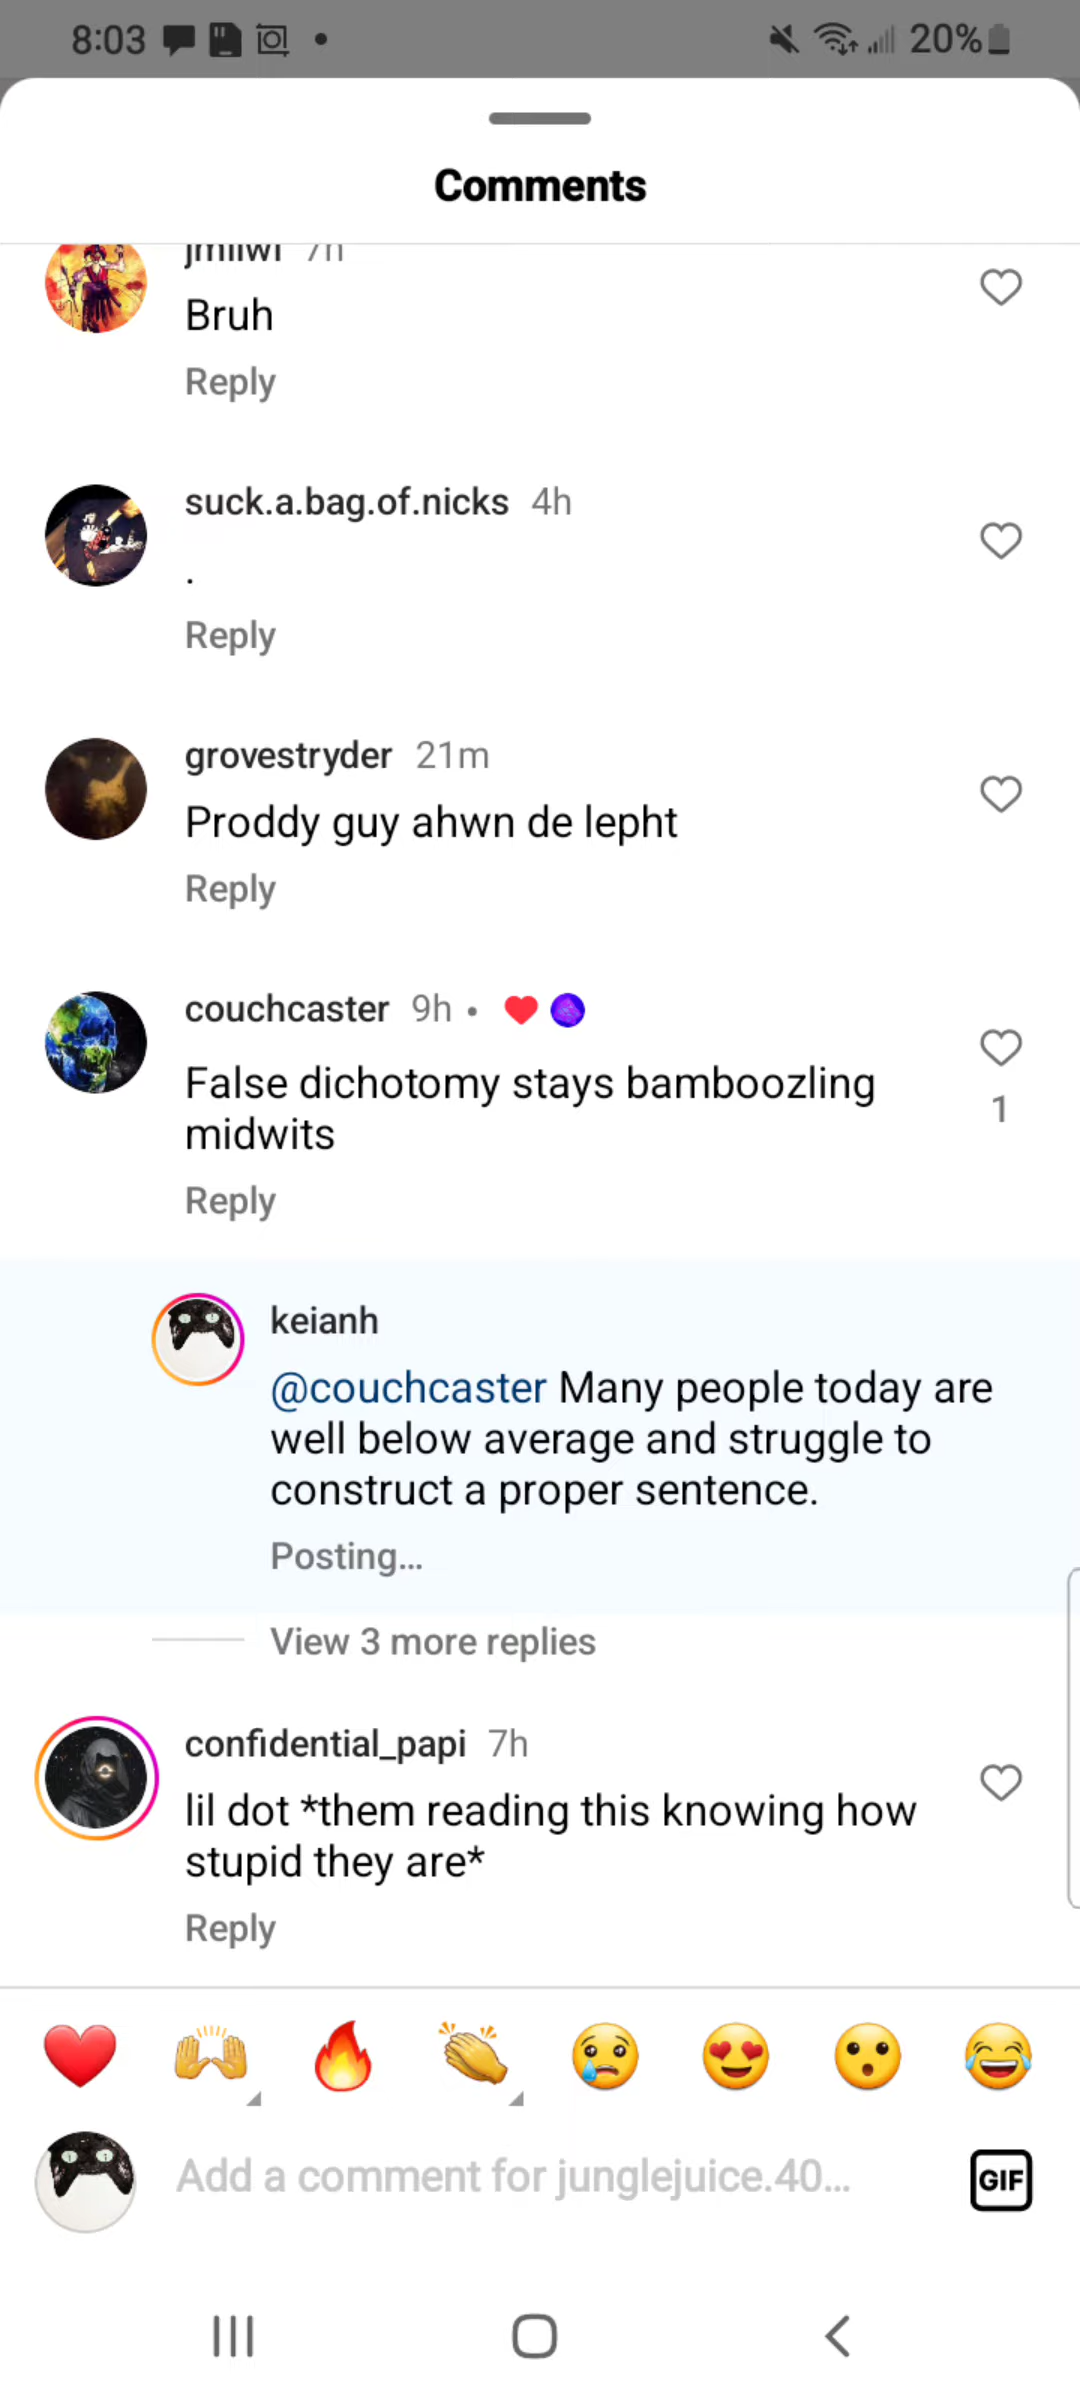 8:03
20%
Comments
jmilwi 7h
Bruh
Reply
suck.a.bag.of.nicks 4h
.
Reply
grovestryder 21m
Proddy guy ahwn de lepht
Reply
couchcaster 9h •
False dichotomy stays bamboozling
midwits
1
Reply
keianh
@couchcaster Many people today are
well below average and struggle to
construct a proper sentence.
Posting...
View 3 more replies
confidential_papi 7h
lil dot *them reading this knowing how
stupid they are*
Reply
Add a comment for junglejuice.40...
GIF